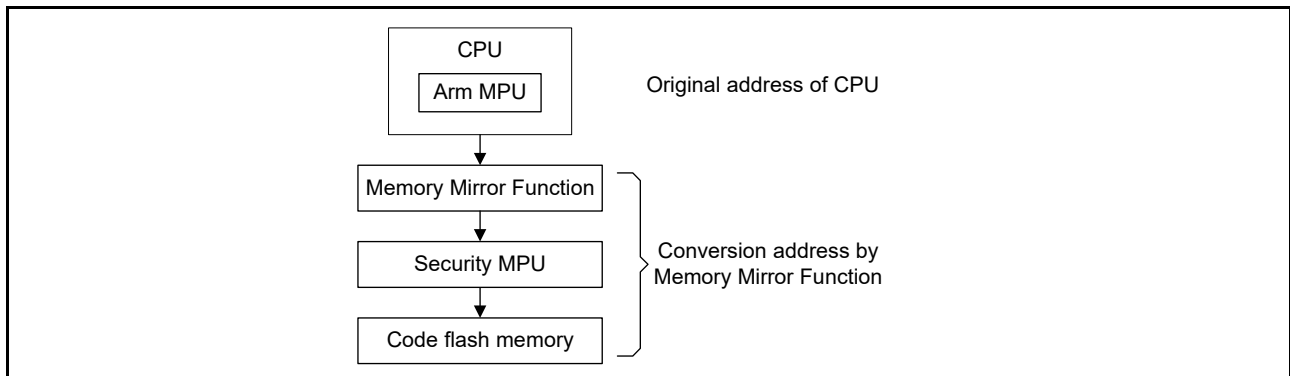 CPU
Arm MPU
Original address of CPU
Memory Mirror Function
Security MPU
Conversion address by
Memory Mirror Function
Code flash memory